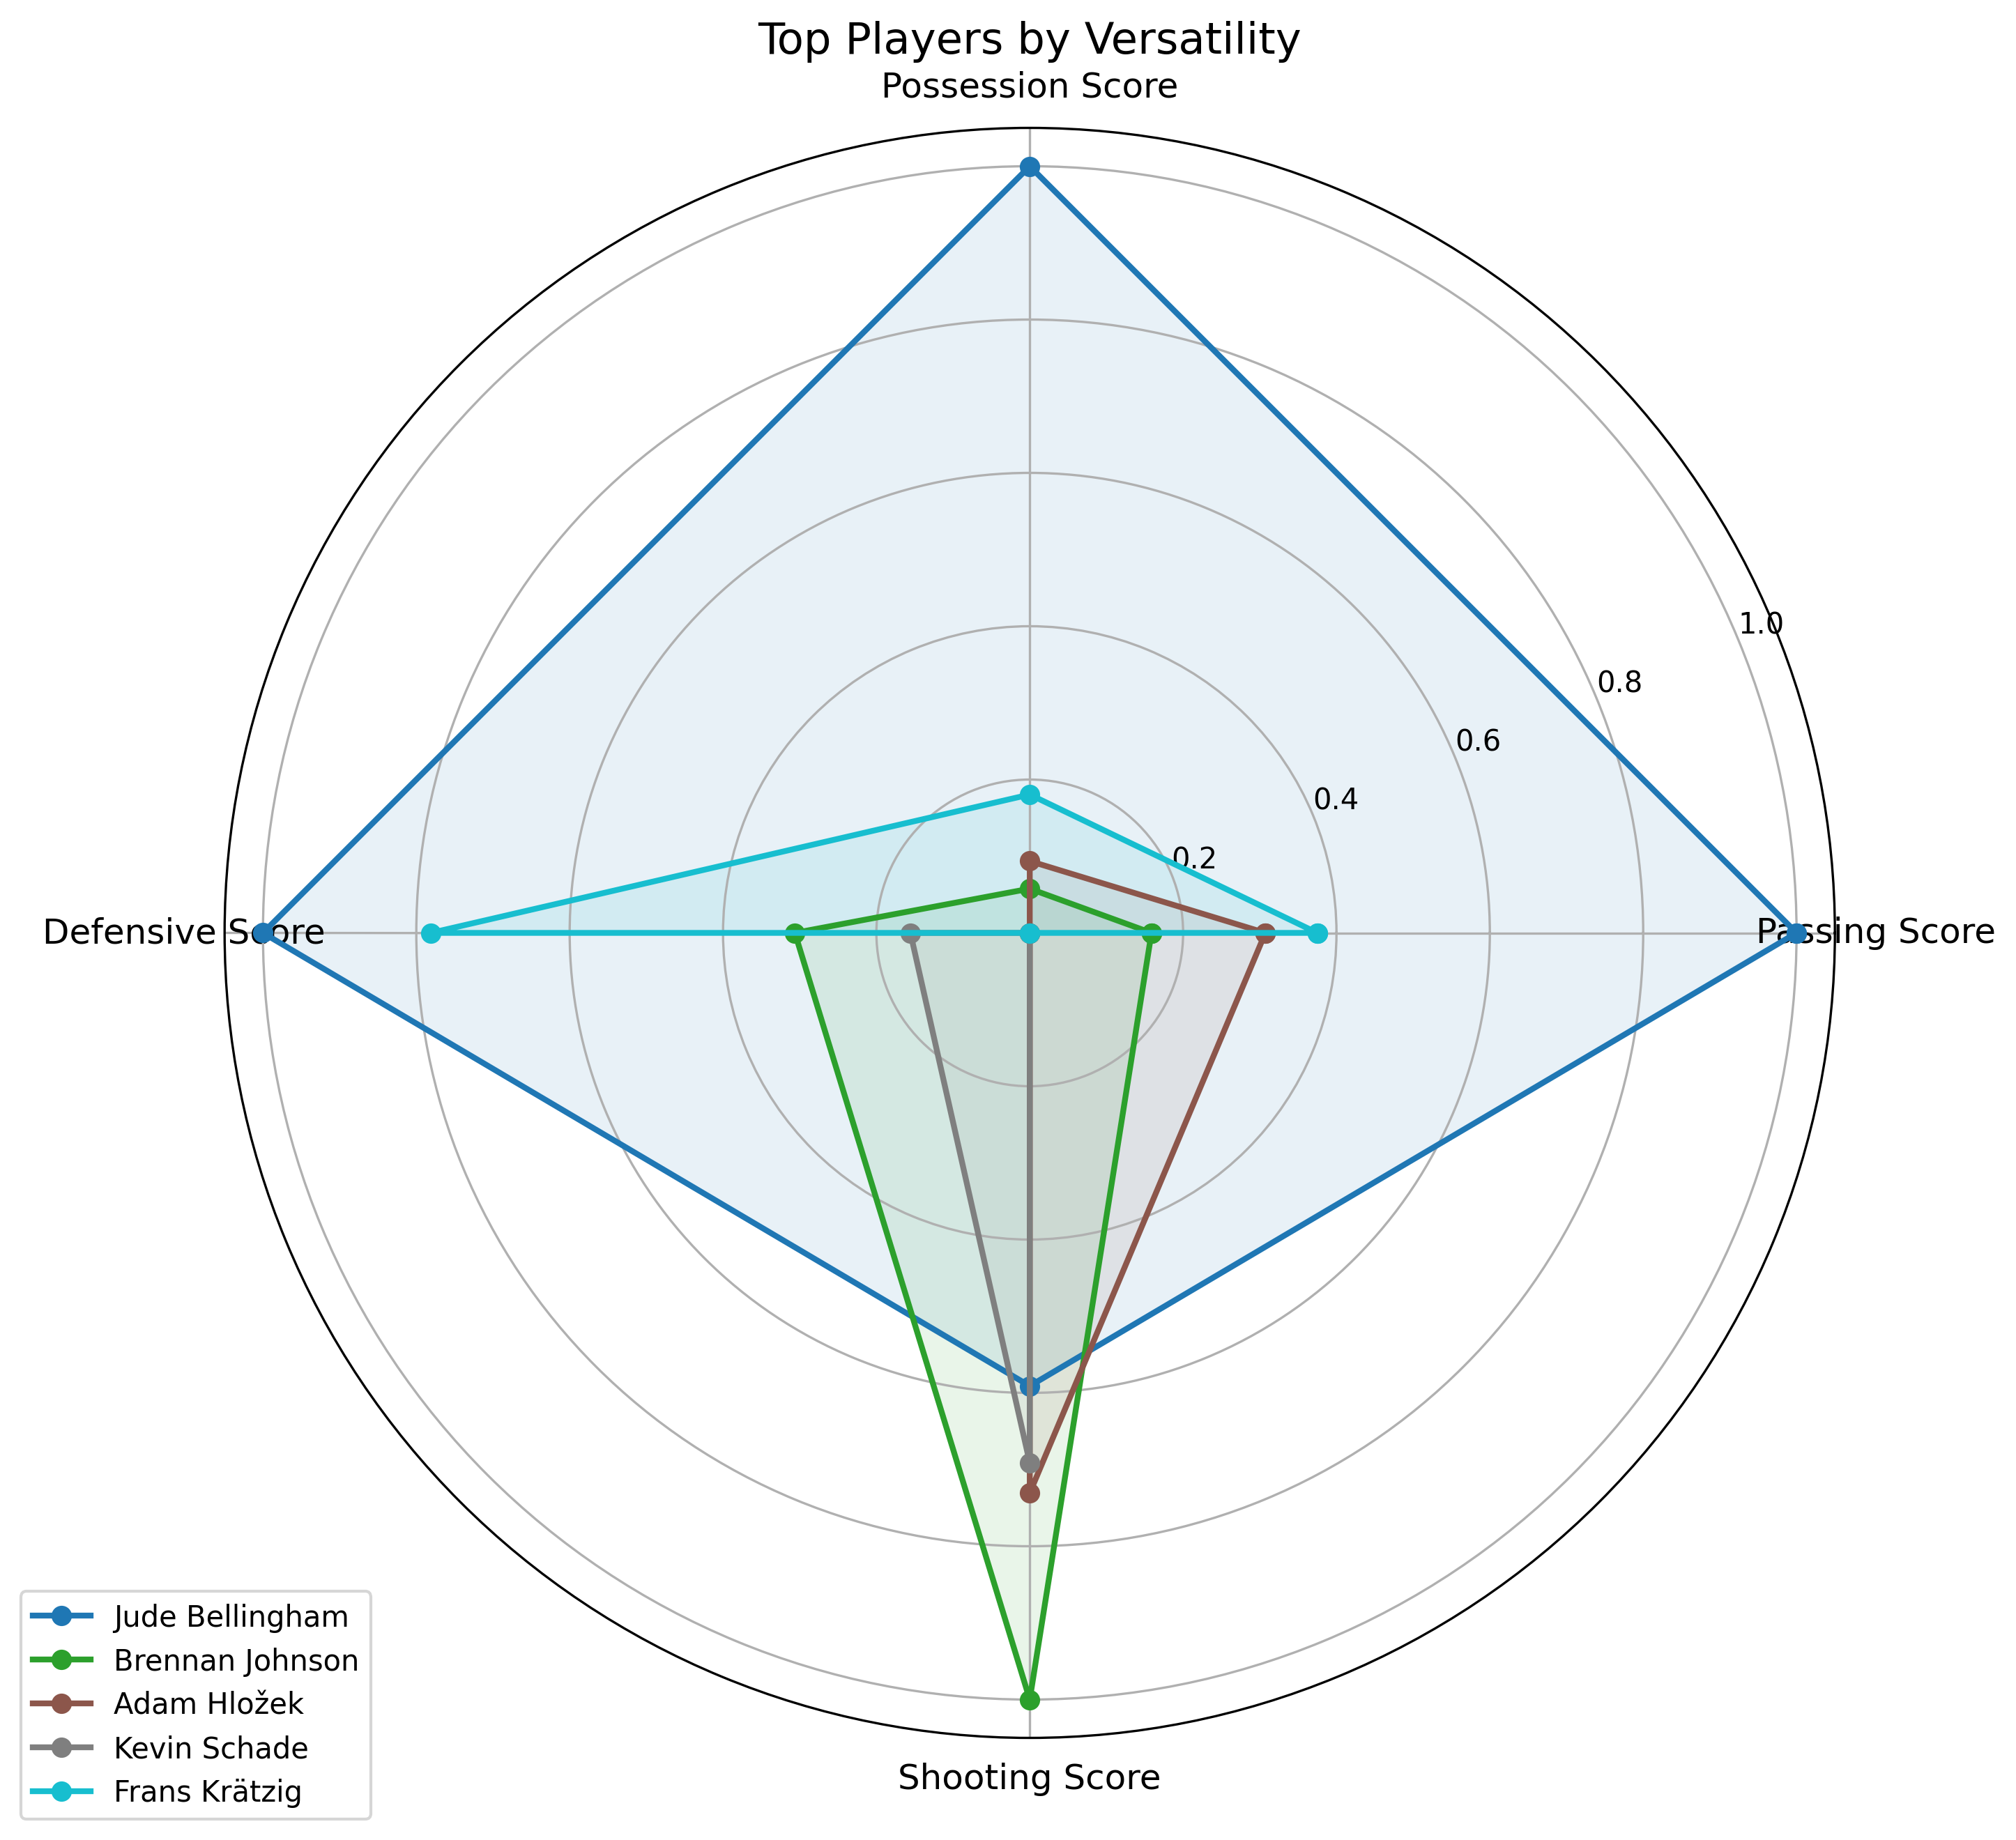 Top Players by Versatility
Possession Score
1.0
0.8
0.6
0.4
0.2
Defensive Score
Passing Score
Shooting Score
Jude Bellingham
Brennan Johnson
Adam Hložek
Kevin Schade
Frans Krätzig